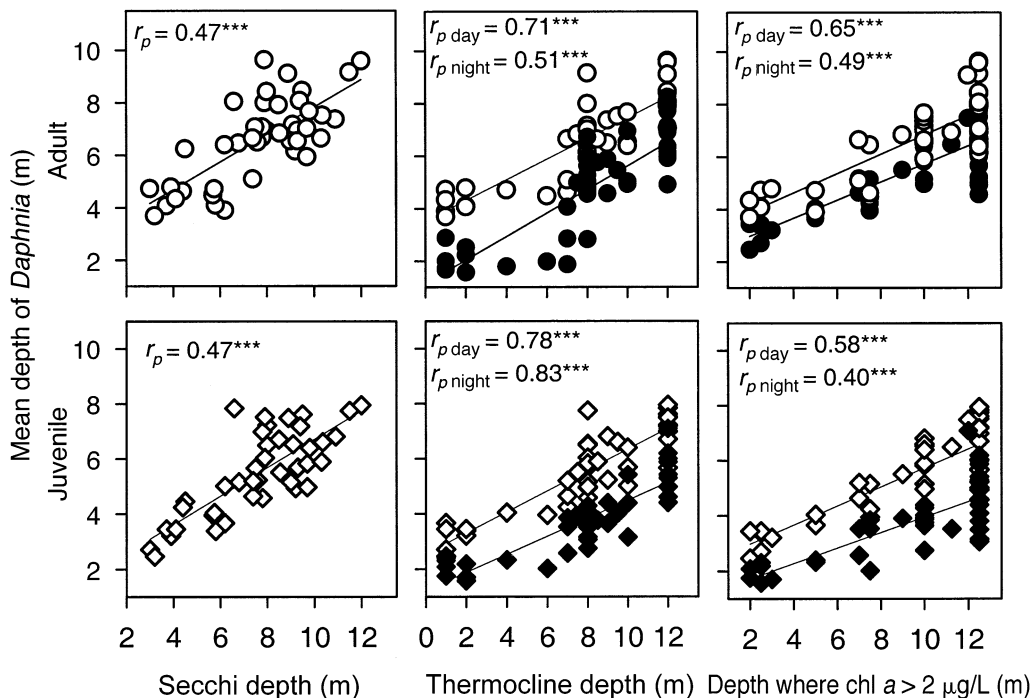 Mean depth of Daphnia (m)
Adult
10
8
6
4
2
r_p = 0.47***
r_p day = 0.71***
r_p night = 0.51***
r_p day = 0.65***
r_p night = 0.49***
Juvenile
10
8
6
4
2
r_p = 0.47***
r_p day = 0.78***
r_p night = 0.83***
r_p day = 0.58***
r_p night = 0.40***
2 4 6 8 10 12
0 2 4 6 8 10 12
2 4 6 8 10 12
Secchi depth (m)
Thermocline depth (m)
Depth where chl a > 2 µg/L (m)